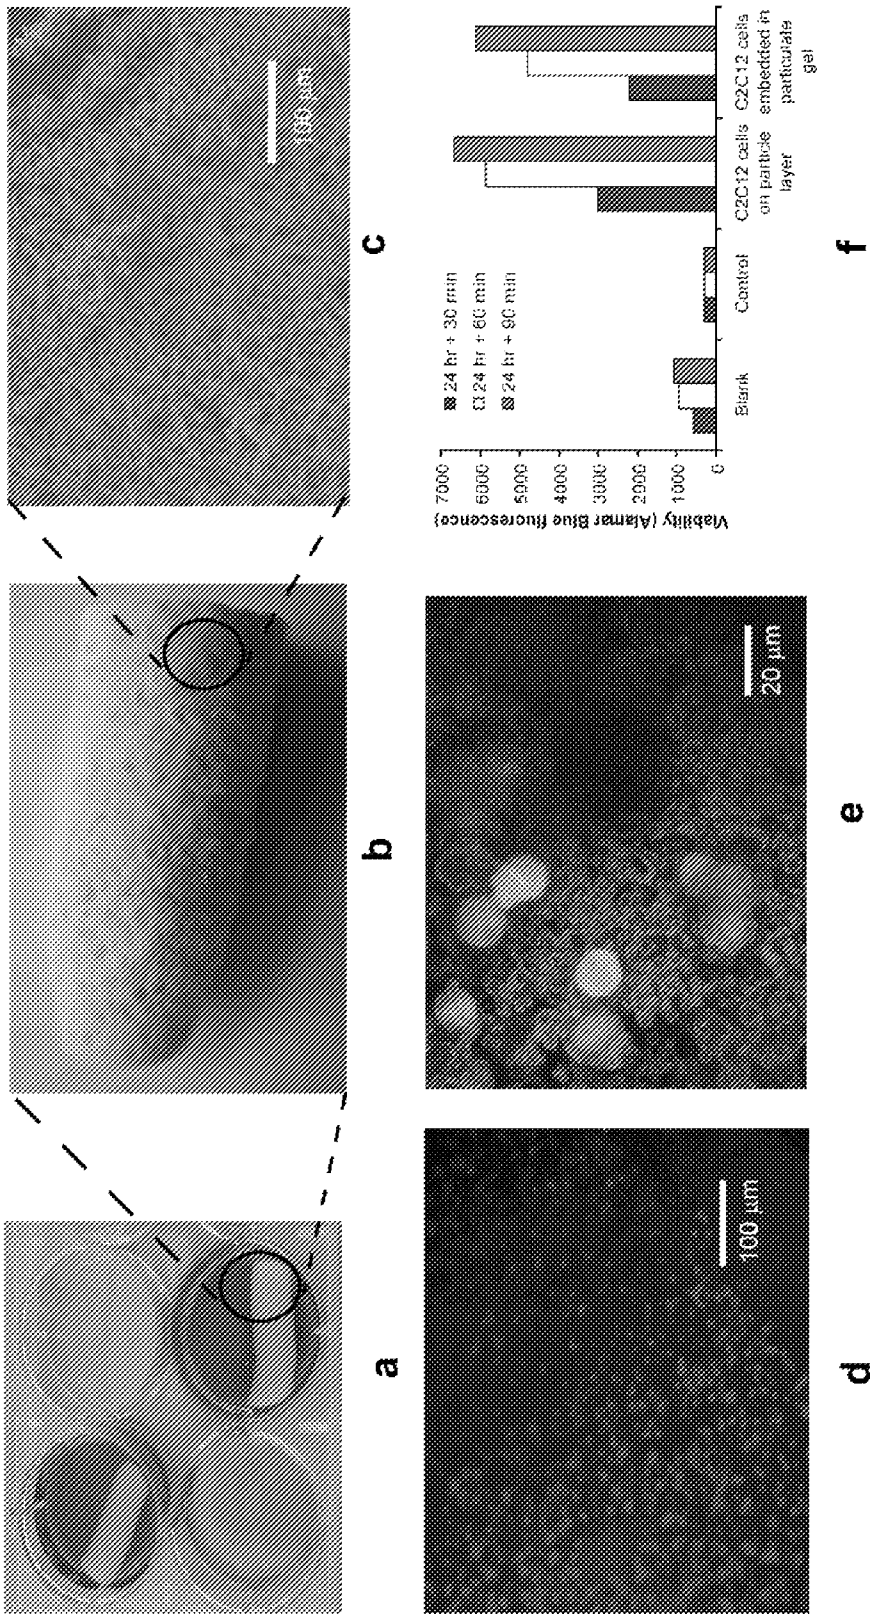 a
b
c
100 µm
d
100 µm
e
20 µm
f
Viability (Alamar Blue flucrescence)
7000
6000
5000
4000
3000
2000
1000
0
24 hr + 30 min
24 hr + 60 min
24 hr + 90 min
Blank
Control
C2C12 cells
on particle
layer
C2C12 cells
embedded in
particulate
gel